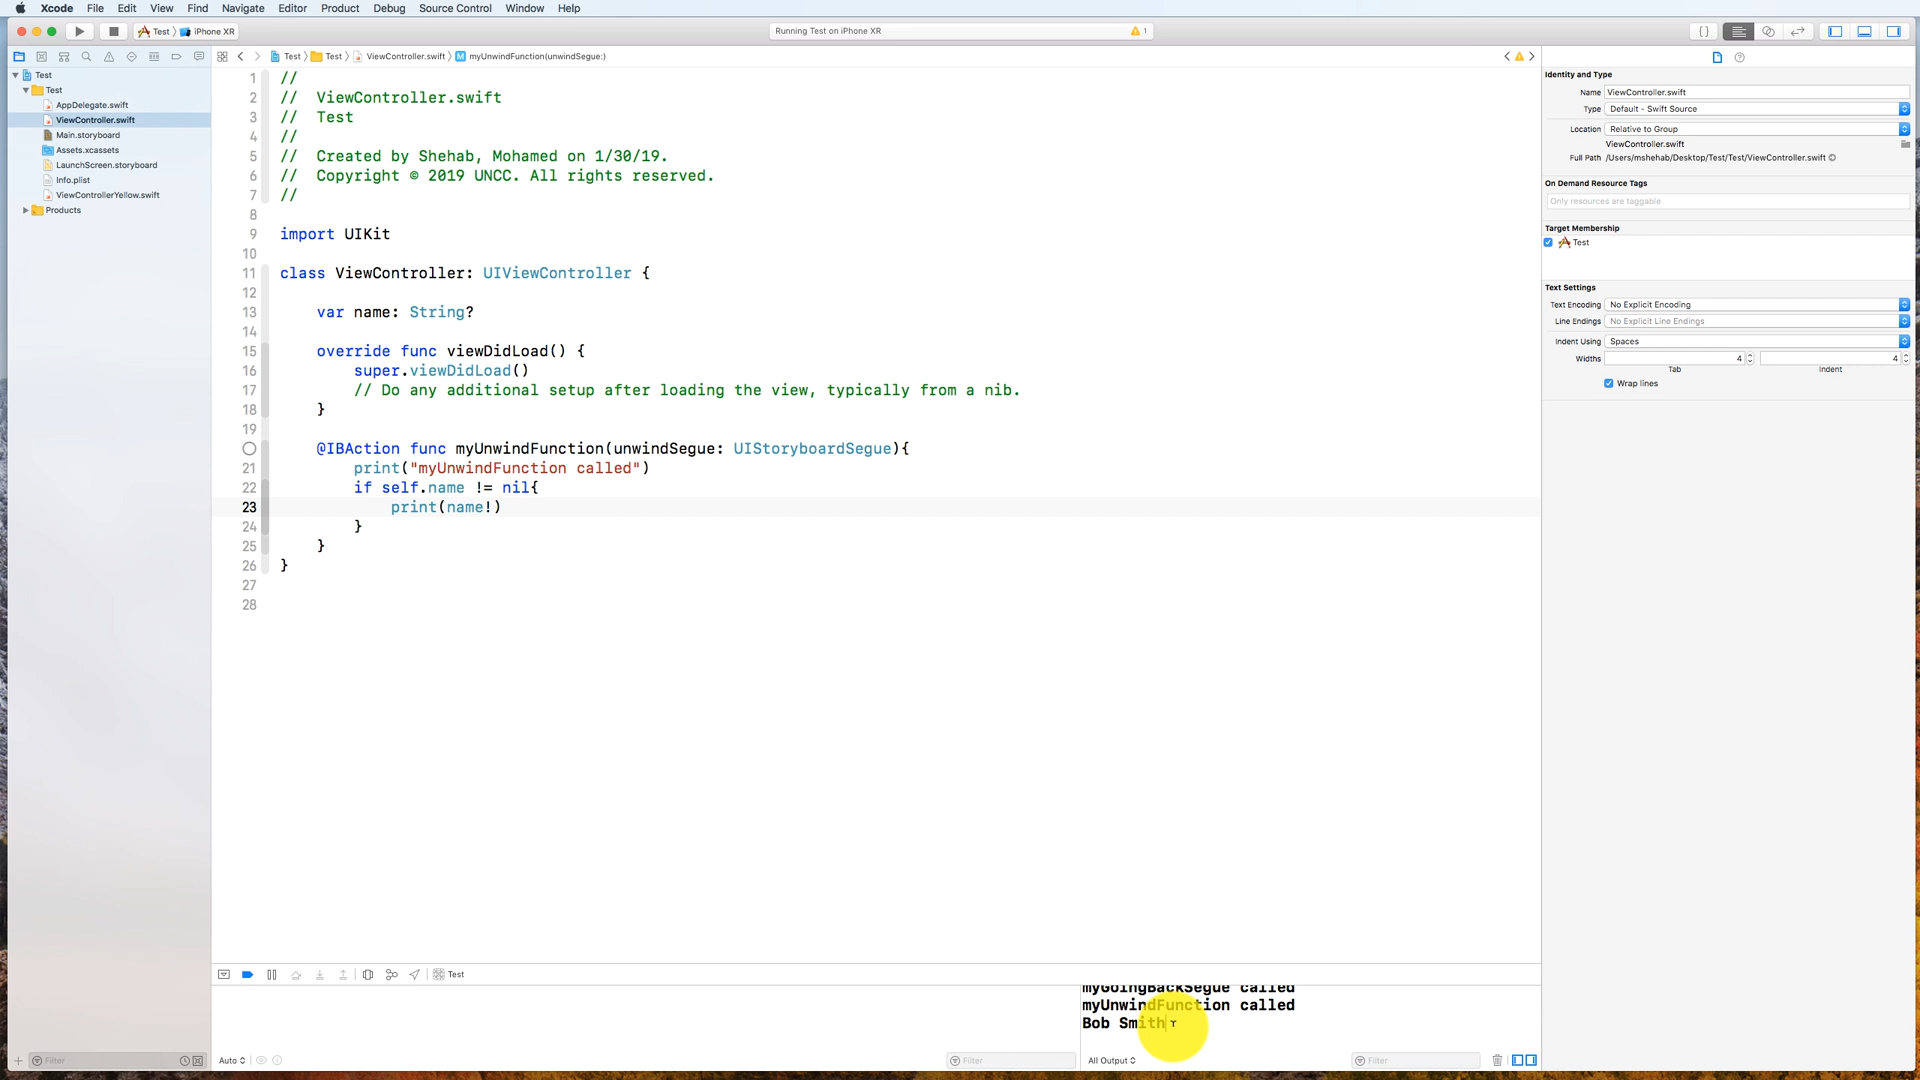 Xcode File Edit View Find Navigate Editor Product Debug Source Control Window Help
Test iPhone XR
Running Test on iPhone XR
1
Test Test ViewController.swift myUnwindFunction(unwindSegue:)
Test
Test
AppDelegate.swift
ViewController.swift
Main.storyboard
Assets.xcassets
LaunchScreen.storyboard
Info.plist
ViewControllerYellow.swift
Products
1 //
2 // ViewController.swift
3 // Test
4 //
5 // Created by Shehab, Mohamed on 1/30/19.
6 // Copyright © 2019 UNCC. All rights reserved.
7 //
8
9 import UIKit
10
11 class ViewController: UIViewController {
12
13 var name: String?
14
15 override func viewDidLoad() {
16 super.viewDidLoad()
17 // Do any additional setup after loading the view, typically from a nib.
18 }
19
@IBAction func myUnwindFunction(unwindSegue: UIStoryboardSegue){
21 print("myUnwindFunction called")
22 if self.name != nil{
23 print(name!)
24 }
25 }
26 }
27
28
Identity and Type
Name ViewController.swift
Type Default - Swift Source
Location Relative to Group
ViewController.swift
Full Path /Users/mshehab/Desktop/Test/Test/ViewController.swift
On Demand Resource Tags
Only resources are taggable
Target Membership
Test
Text Settings
Text Encoding No Explicit Encoding
Line Endings No Explicit Line Endings
Indent Using Spaces
Widths 4 4
Tab Indent
Wrap lines
Test
myGoingBackSegue called
myUnwindFunction called
Bob Smith
Filter
Auto
Filter
All Output
Filter